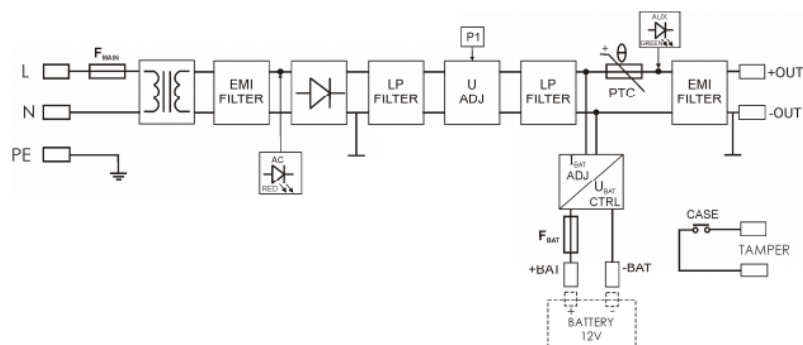 AUX
GREEN
P1
L
F MAIN
EMI
FILTER
LP
FILTER
U
ADJ
LP
FILTER
+ θ
PTC
EMI
FILTER
+OUT
N
-OUT
PE
AC
RED
I BAT
ADJ
U BAT
CTRL
F BAT
CASE
TAMPER
+BAT
-BAT
+ -
BATTERY
12V